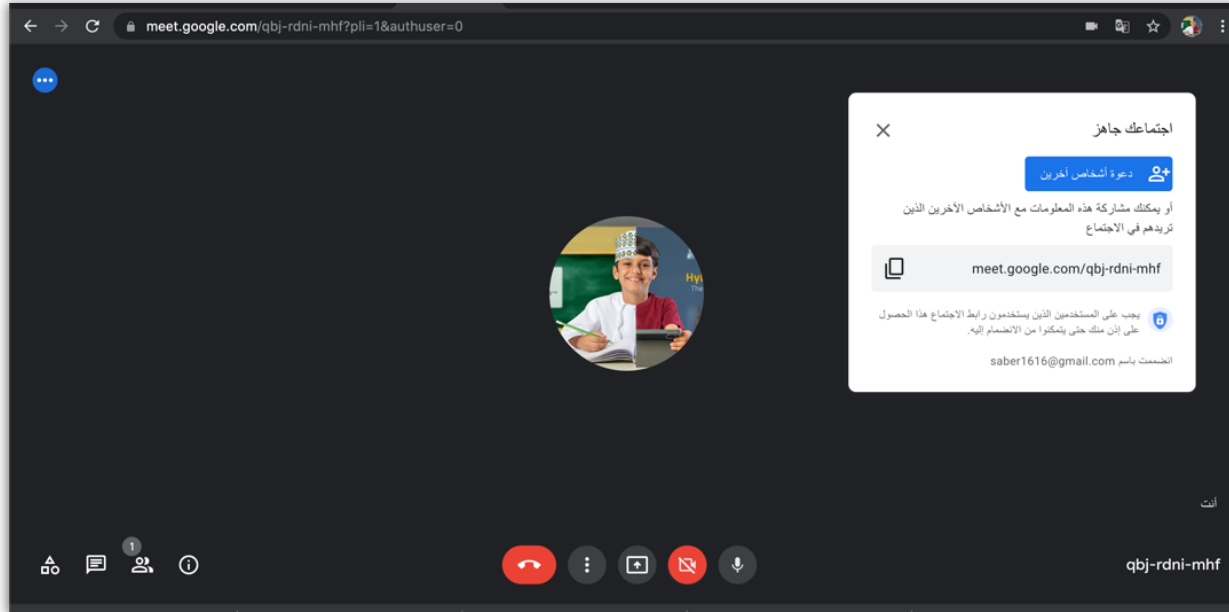 meet.google.com/qbj-rdni-mhf?pli=1&authuser=0
اجتماعك جاهز
دعوة أشخاص آخرين
أو يمكنك مشاركة هذه المعلومات مع الأشخاص الآخرين الذين
تريدهم في الاجتماع
meet.google.com/qbj-rdni-mhf
يجب على المستخدمين الذين يستخدمون رابط الاجتماع هذا الحصول
على إذن منك حتى يتمكنوا من الانضمام إليه.
انضممت باسم saber1616@gmail.com
أنت
1
qbj-rdni-mhf